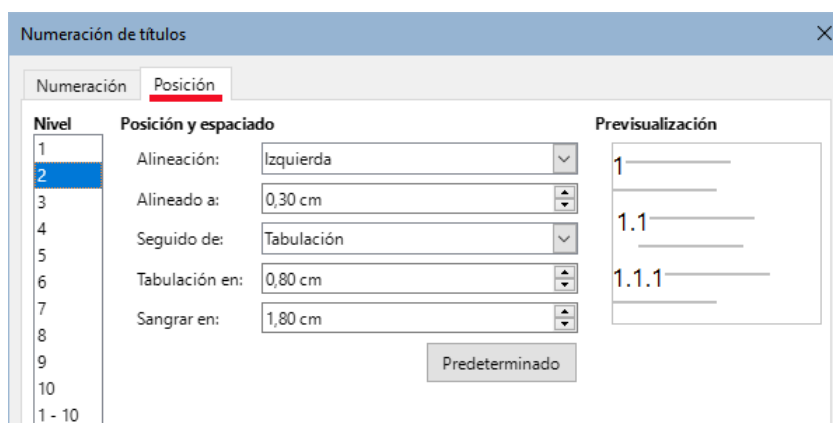 Numeración de títulos
Numeración Posición
Nivel Posición y espaciado Previsualización
1
2
3
4
5
6
7
8
9
10
1 - 10
Alineación: Izquierda
Alineado a: 0,30 cm
Seguido de: Tabulación
Tabulación en: 0,80 cm
Sangrar en: 1,80 cm
Predeterminado
1
1.1
1.1.1